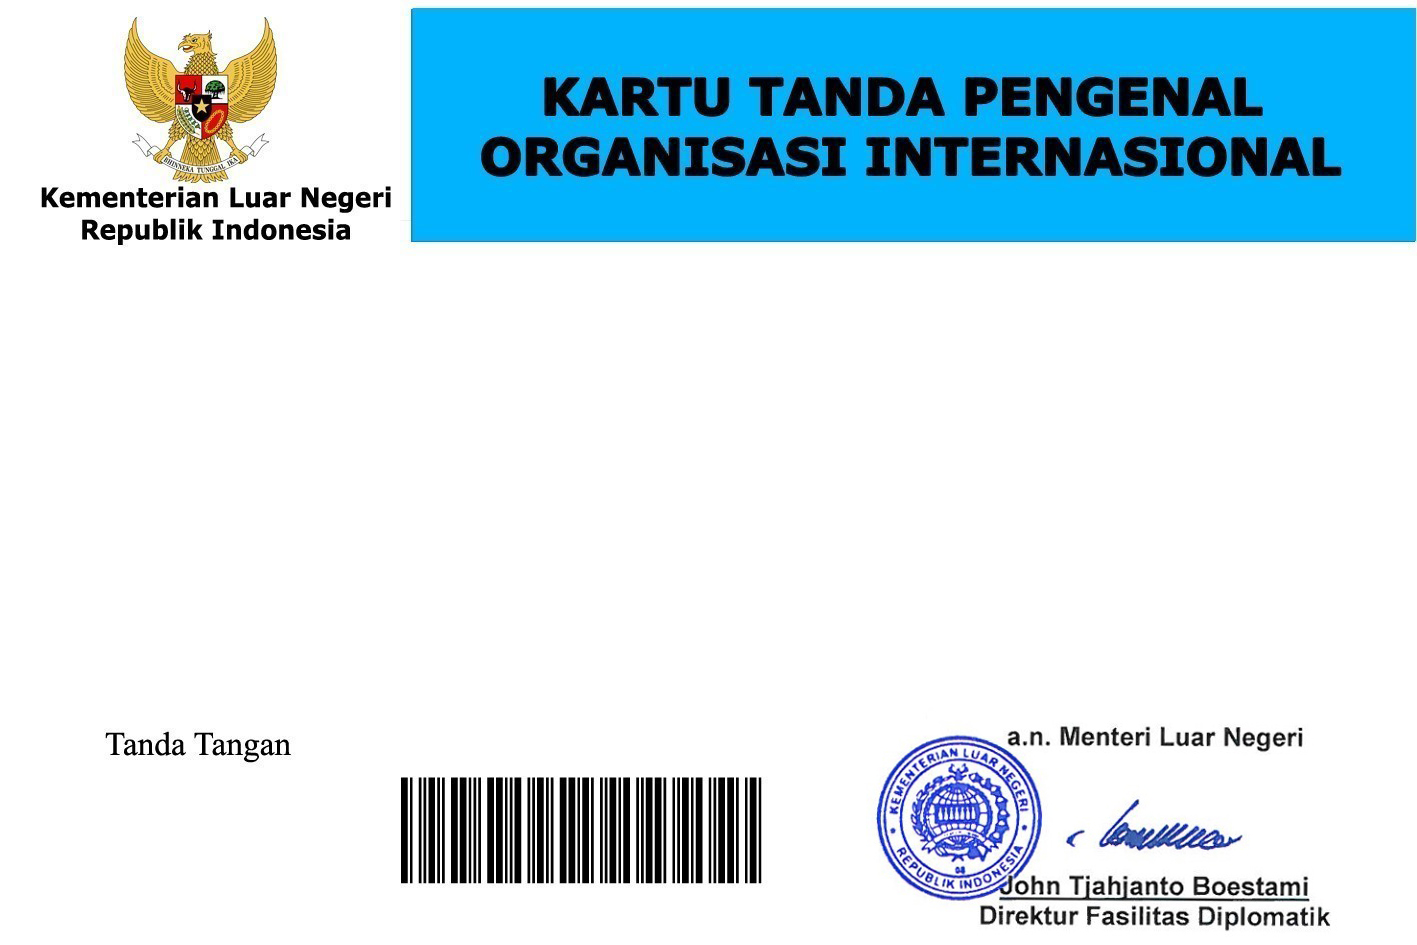 BHINNEKA TUNGGAL IKA
Kementerian Luar Negeri
Republik Indonesia
KARTU TANDA PENGENAL
ORGANISASI INTERNASIONAL
Tanda Tangan
a.n. Menteri Luar Negeri
KEMENTERIAN LUAR NEGERI
REPUBLIK INDONESIA
08
John Tjahjanto Boestami
Direktur Fasilitas Diplomatik